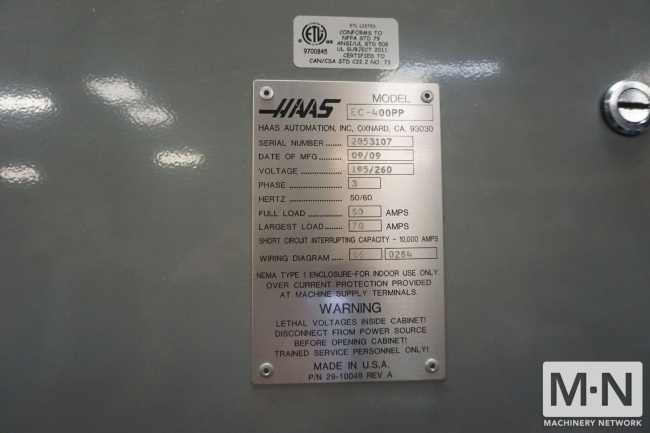 ETL LISTED
CONFORMS TO
NFPA STD 79
ANSI/UL STD 508
UL SUBJECT 2011
CERTIFIED TO
CAN/CSA STD C22.2 NO. 73
ETL
9700845
HAAS
MODEL
EC-400PP
HAAS AUTOMATION, INC, OXNARD, CA. 93030
SERIAL NUMBER ...... 2053107
DATE OF MFG ........ 09/09
VOLTAGE ............... 195/260
PHASE ..................... 3
HERTZ 50/60
FULL LOAD ............ 50 AMPS
LARGEST LOAD ...... 70 AMPS
SHORT CIRCUIT INTERRUPTING CAPACITY - 10,000 AMPS
WIRING DIAGRAM ..... 0264
NEMA TYPE 1 ENCLOSURE-FOR INDOOR USE ONLY.
OVER CURRENT PROTECTION PROVIDED
AT MACHINE SUPPLY TERMINALS.
WARNING
LETHAL VOLTAGES INSIDE CABINET!
DISCONNECT FROM POWER SOURCE
BEFORE OPENING CABINET!
TRAINED SERVICE PERSONNEL ONLY!
MADE IN U.S.A.
P/N 29-10049 REV A
M·N
MACHINERY NETWORK